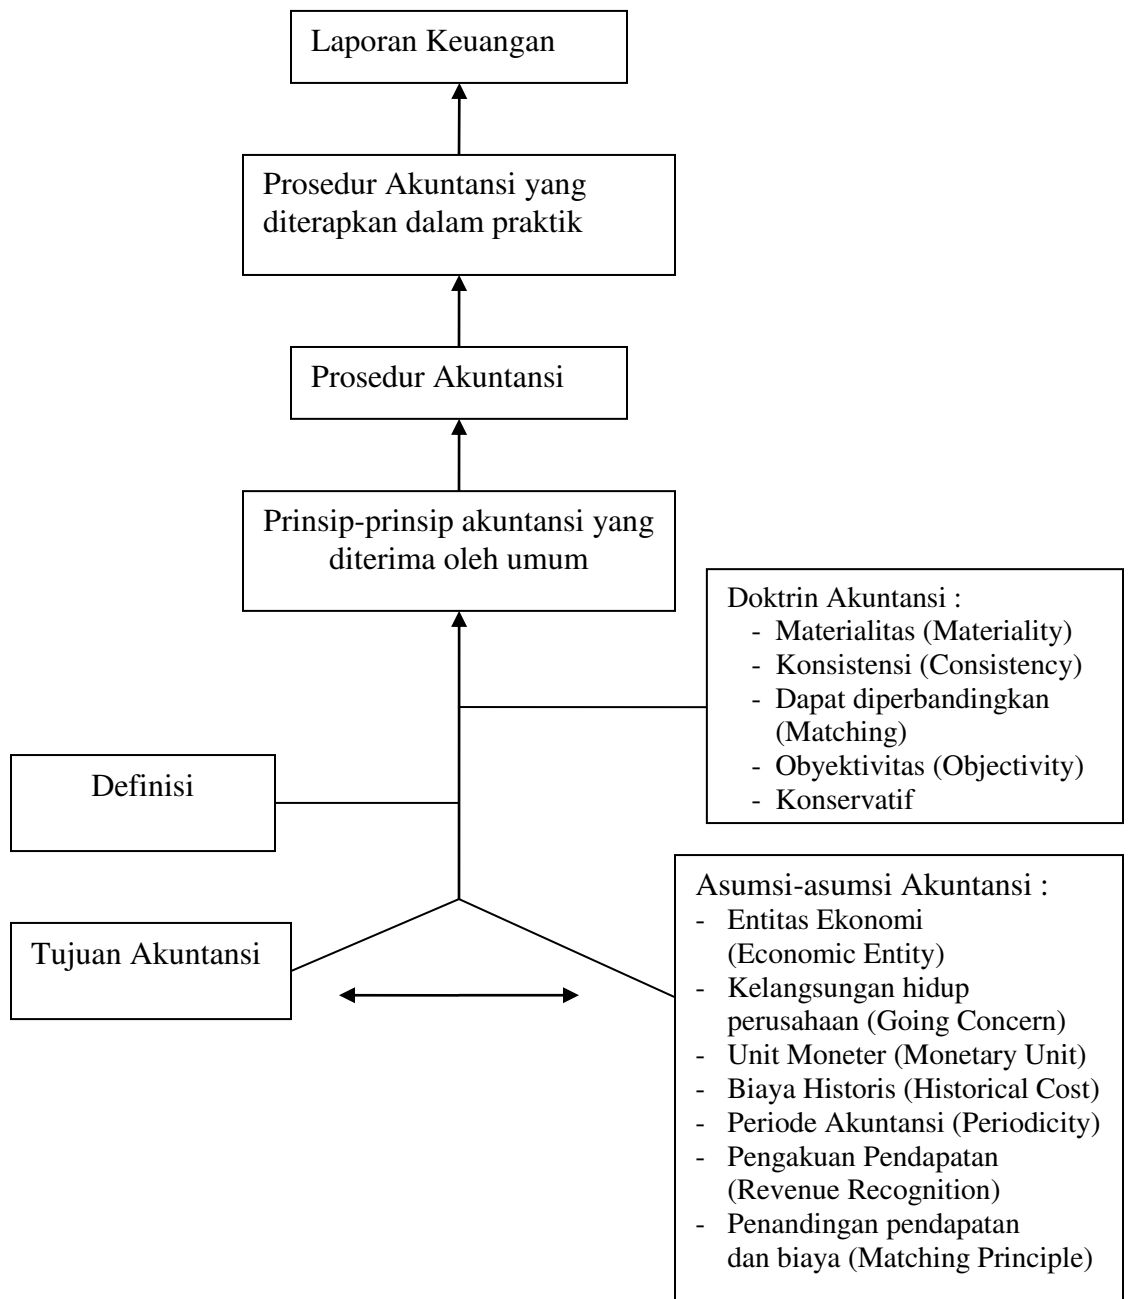 Laporan Keuangan
Prosedur Akuntansi yang
diterapkan dalam praktik
Prosedur Akuntansi
Prinsip-prinsip akuntansi yang
diterima oleh umum
Doktrin Akuntansi :
- Materialitas (Materiality)
- Konsistensi (Consistency)
- Dapat diperbandingkan
(Matching)
- Obyektivitas (Objectivity)
- Konservatif
Definisi
Tujuan Akuntansi
Asumsi-asumsi Akuntansi :
- Entitas Ekonomi
(Economic Entity)
- Kelangsungan hidup
perusahaan (Going Concern)
- Unit Moneter (Monetary Unit)
- Biaya Historis (Historical Cost)
- Periode Akuntansi (Periodicity)
- Pengakuan Pendapatan
(Revenue Recognition)
- Penandingan pendapatan
dan biaya (Matching Principle)